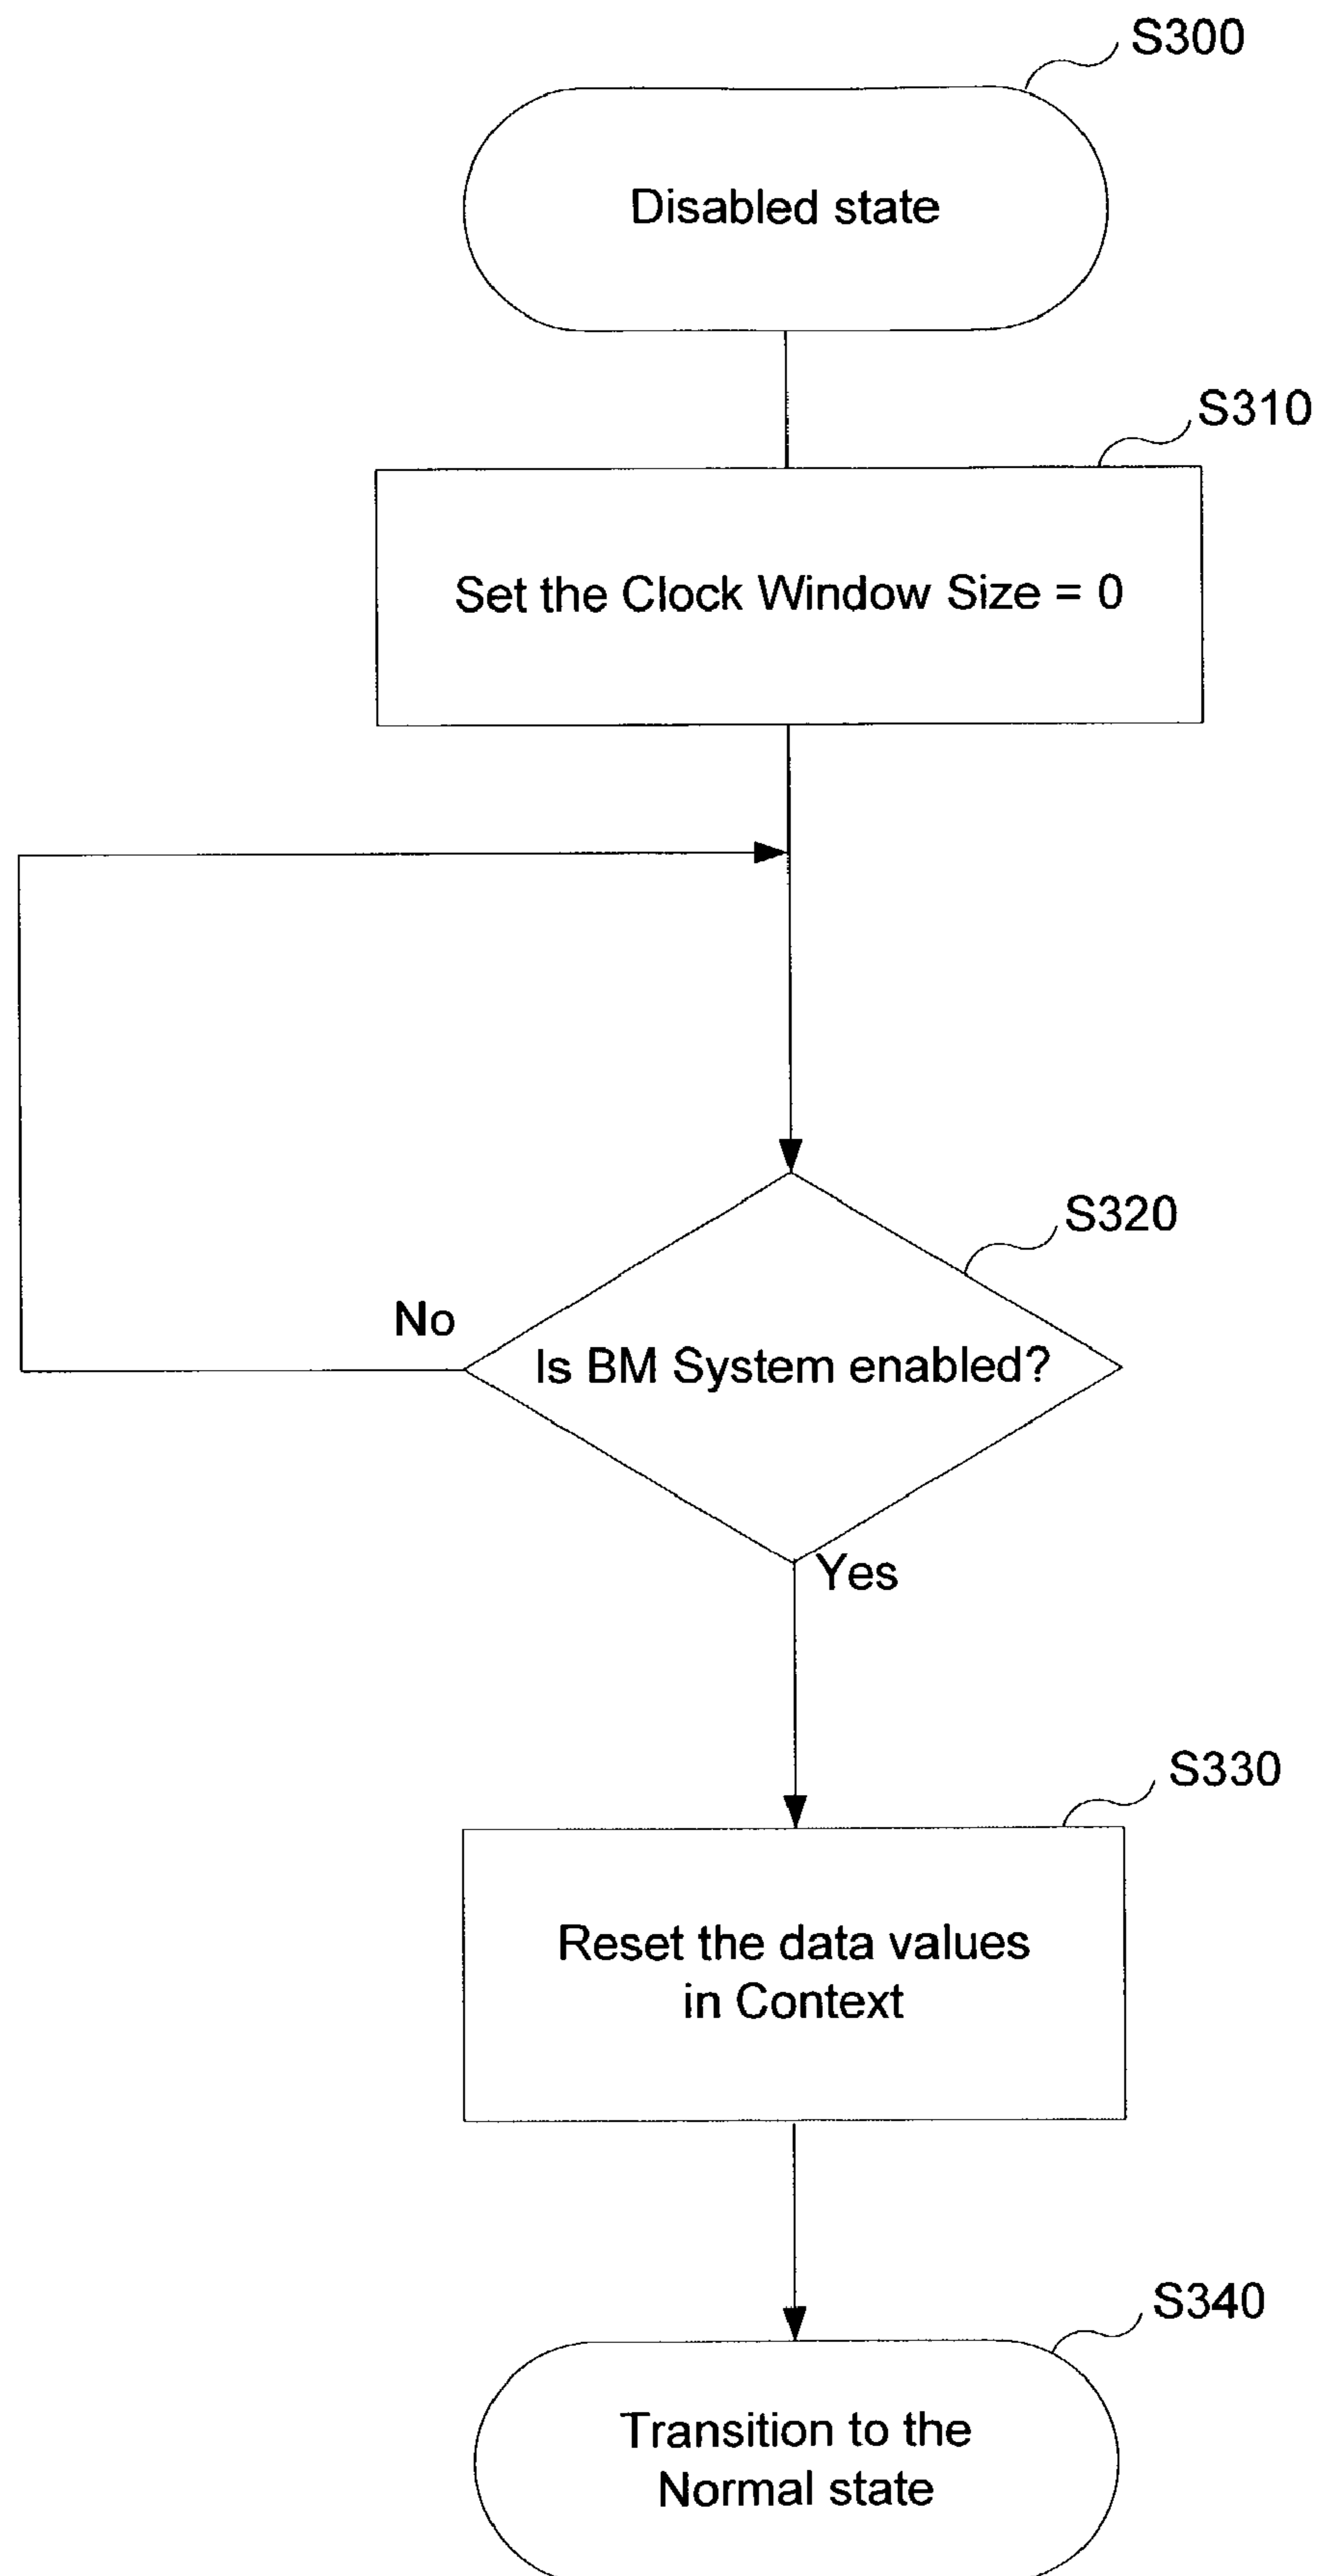 S300
Disabled state
S310
Set the Clock Window Size = 0
S320
No
Is BM System enabled?
Yes
S330
Reset the data values
in Context
S340
Transition to the
Normal state